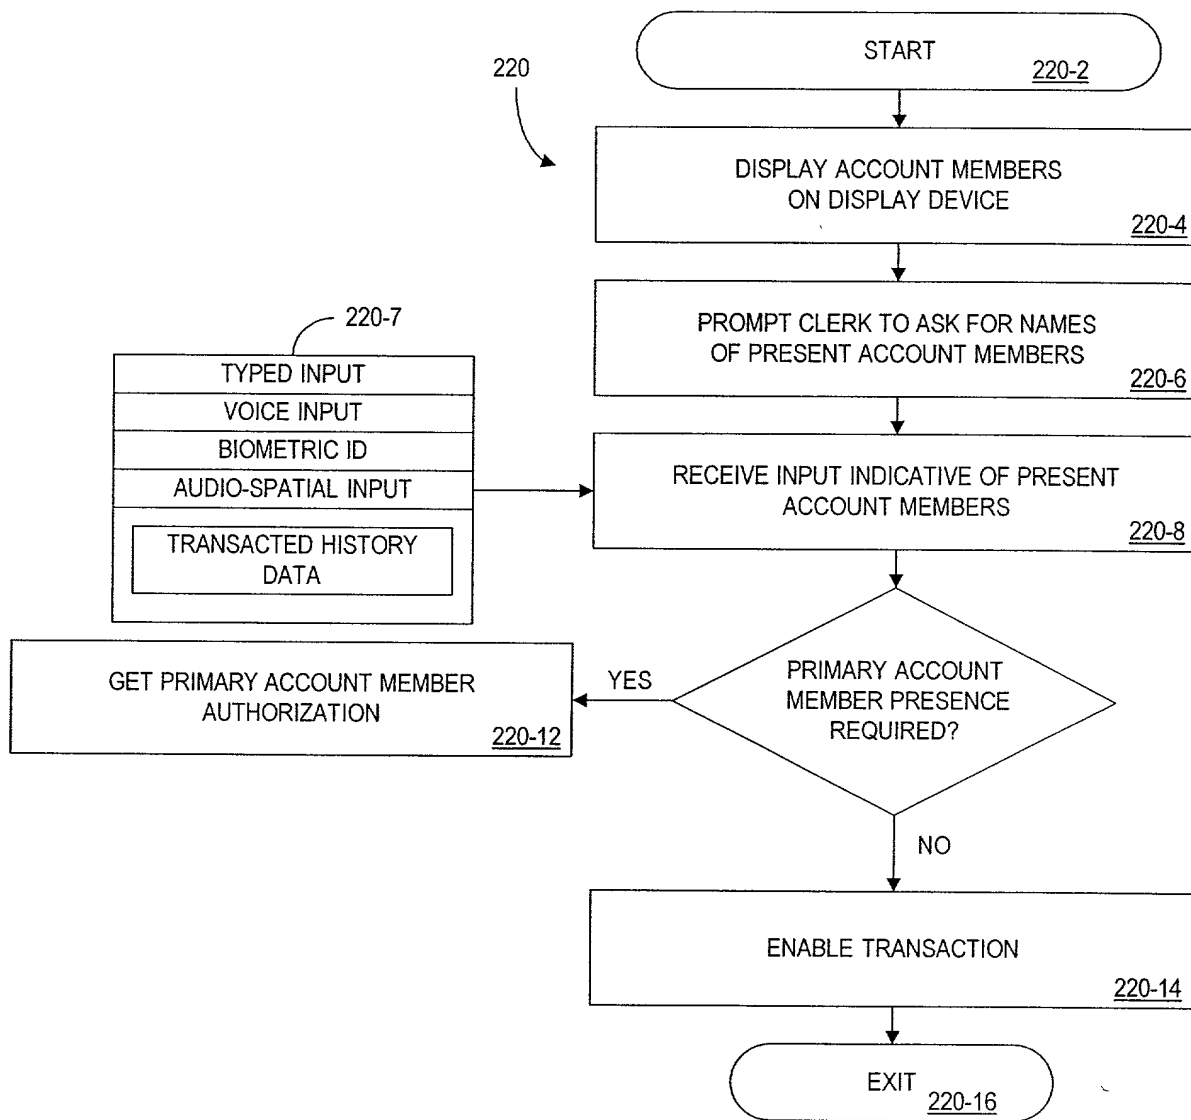 START
220-2
220
DISPLAY ACCOUNT MEMBERS
ON DISPLAY DEVICE
220-4
PROMPT CLERK TO ASK FOR NAMES
OF PRESENT ACCOUNT MEMBERS
220-6
220-7
TYPED INPUT
VOICE INPUT
BIOMETRIC ID
AUDIO-SPATIAL INPUT
TRANSACTED HISTORY
DATA
RECEIVE INPUT INDICATIVE OF PRESENT
ACCOUNT MEMBERS
220-8
PRIMARY ACCOUNT
MEMBER PRESENCE
REQUIRED?
YES
GET PRIMARY ACCOUNT MEMBER
AUTHORIZATION
220-12
NO
ENABLE TRANSACTION
220-14
EXIT
220-16